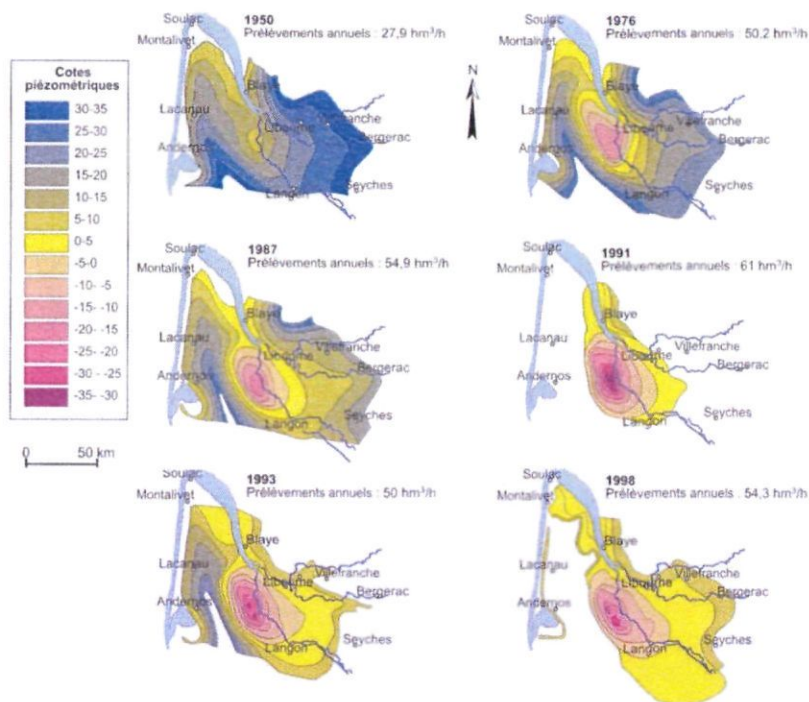 1950
Prélèvements annuels : 27,9 hm³/h
Soulac
Montalivet
Blaye
Lacanau
Libourne
Villefranche
Bergerac
Andernos
Langon
Seyches
1976
Prélèvements annuels : 50,2 hm³/h
N
Blaye
Libourne
Villefranche
Bergerac
Langon
Seyches
Cotes
piézométriques
30-35
25-30
20-25
15-20
10-15
5-10
0-5
-5-0
-10- -5
-15- -10
-20- -15
-25- -20
-30- -25
-35- -30
0 50 km
1987
Prélèvements annuels : 54,9 hm³/h
Soulac
Montalivet
Blaye
Lacanau
Libourne
Villefranche
Bergerac
Andernos
Langon
Seyches
1991
Prélèvements annuels : 61 hm³/h
Soulac
Montalivet
Blaye
Lacanau
Libourne
Villefranche
Bergerac
Andernos
Langon
Seyches
1993
Prélèvements annuels : 50 hm³/h
Soulac
Montalivet
Blaye
Lacanau
Libourne
Villefranche
Bergerac
Andernos
Langon
Seyches
1998
Prélèvements annuels : 54,3 hm³/h
Soulac
Montalivet
Blaye
Lacanau
Libourne
Villefranche
Bergerac
Andernos
Langon
Seyches